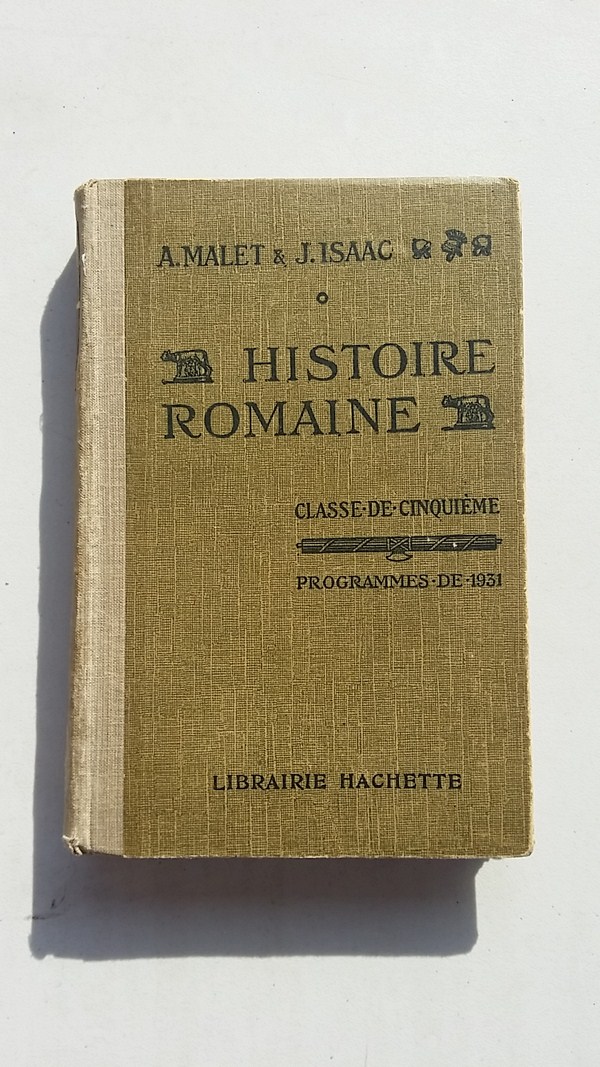 A. MALET & J. ISAAC
HISTOIRE
ROMAINE
CLASSE·DE·CINQUIÈME
PROGRAMMES·DE·1931
LIBRAIRIE HACHETTE